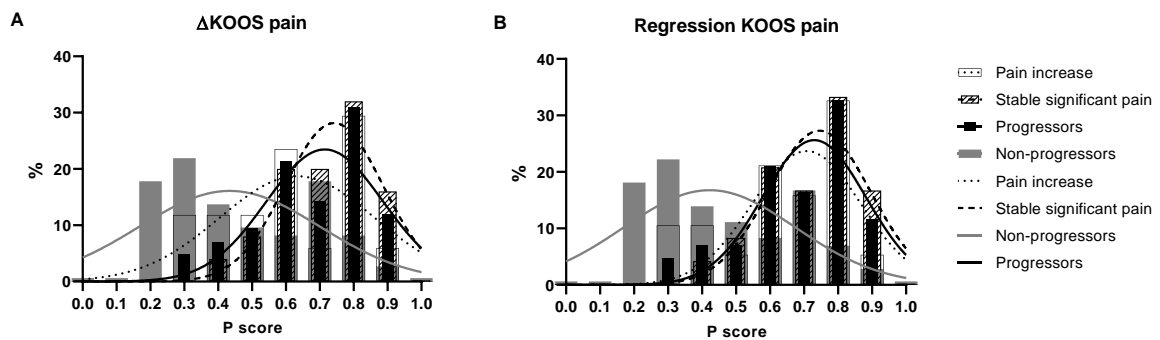 A
ΔKOOS pain
%
40
30
20
10
0
0.0 0.1 0.2 0.3 0.4 0.5 0.6 0.7 0.8 0.9 1.0
P score
B
Regression KOOS pain
%
40
30
20
10
0
0.0 0.1 0.2 0.3 0.4 0.5 0.6 0.7 0.8 0.9 1.0
P score
Pain increase
Stable significant pain
Progressors
Non-progressors
Pain increase
Stable significant pain
Non-progressors
Progressors